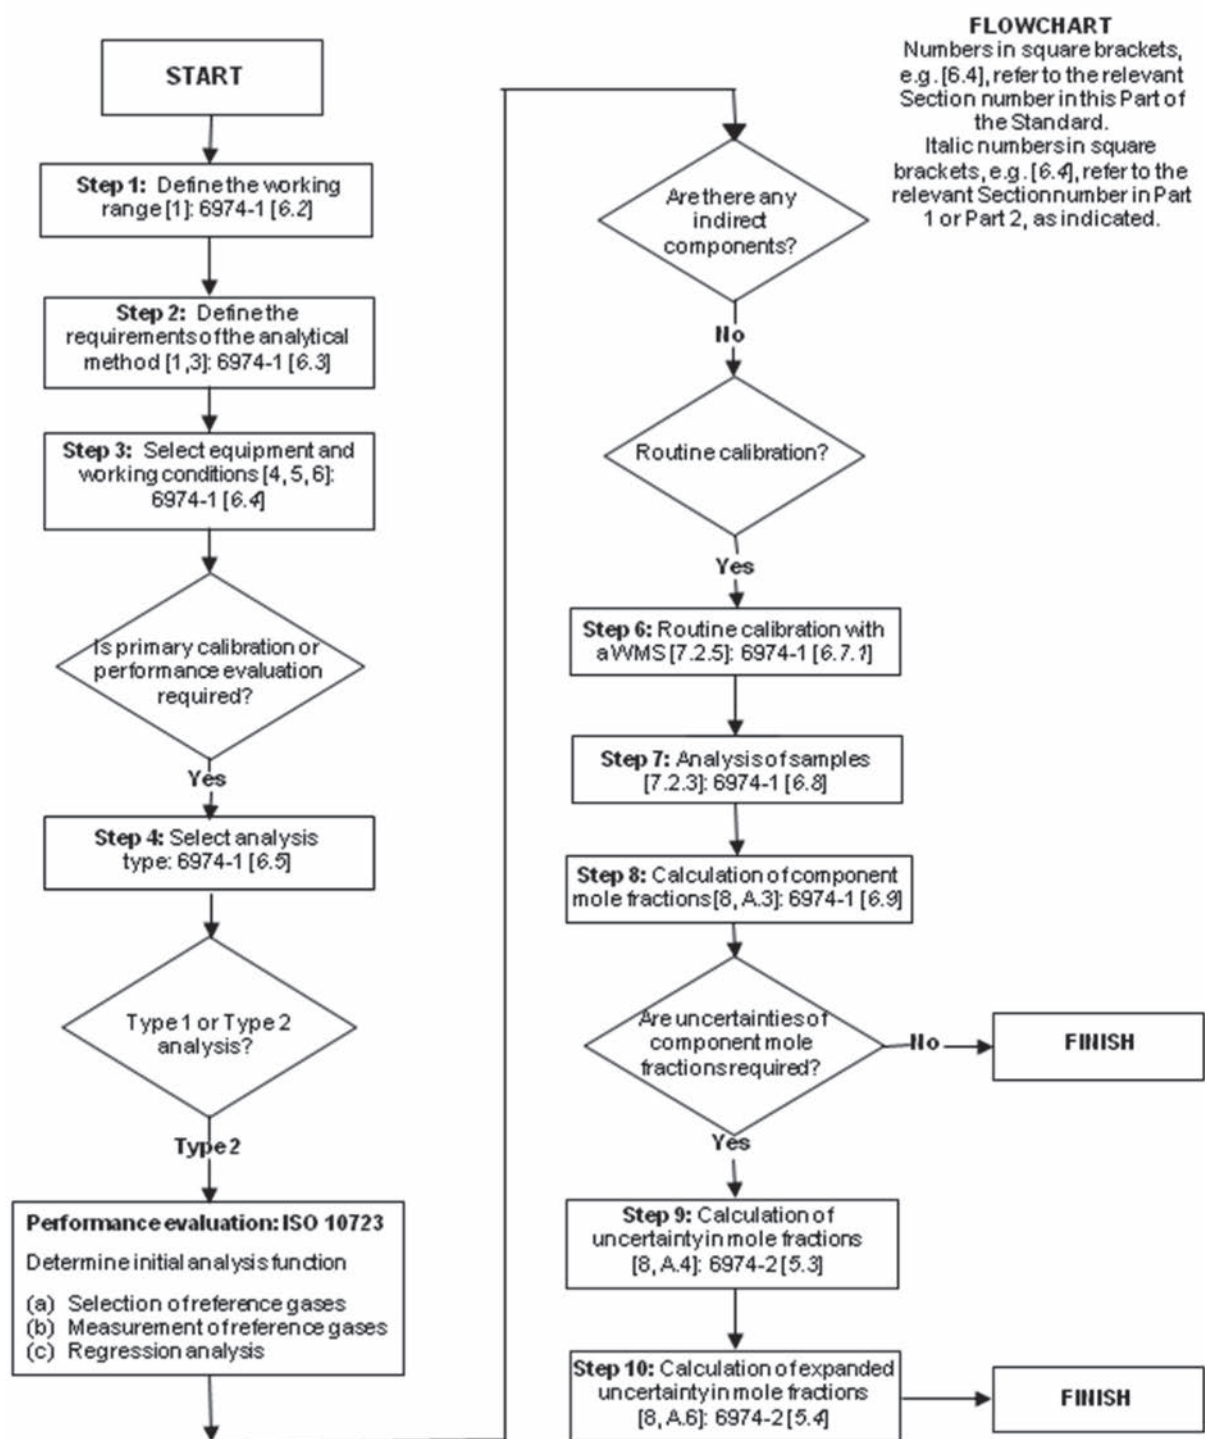 START
Step 1: Define the working
range [1]: 6974-1 [6.2]
Step 2: Define the
requirements of the analytical
method [1,3]: 6974-1 [6.3]
Step 3: Select equipment and
working conditions [4, 5, 6]:
6974-1 [6.4]
Is primary calibration or
performance evaluation
required?
Yes
Step 4: Select analysis
type: 6974-1 [6.5]
Type 1 or Type 2
analysis?
Type 2
Performance evaluation: ISO 10723
Determine initial analysis function
(a) Selection of reference gases
(b) Measurement of reference gases
(c) Regression analysis
FLOWCHART
Numbers in square brackets,
e.g. [6.4], refer to the relevant
Section number in this Part of
the Standard.
Italic numbers in square
brackets, e.g. [6.4], refer to the
relevant Section number in Part
1 or Part 2, as indicated.
Are there any
indirect
components?
No
Routine calibration?
Yes
Step 6: Routine calibration with
a WMS [7.2.5]: 6974-1 [6.7.1]
Step 7: Analysis of samples
[7.2.3]: 6974-1 [6.8]
Step 8: Calculation of component
mole fractions [8, A.3]: 6974-1 [6.9]
Are uncertainties of
component mole
fractions required?
No
FINISH
Yes
Step 9: Calculation of
uncertainty in mole fractions
[8, A.4]: 6974-2 [5.3]
Step 10: Calculation of expanded
uncertainty in mole fractions
[8, A.6]: 6974-2 [5.4]
FINISH